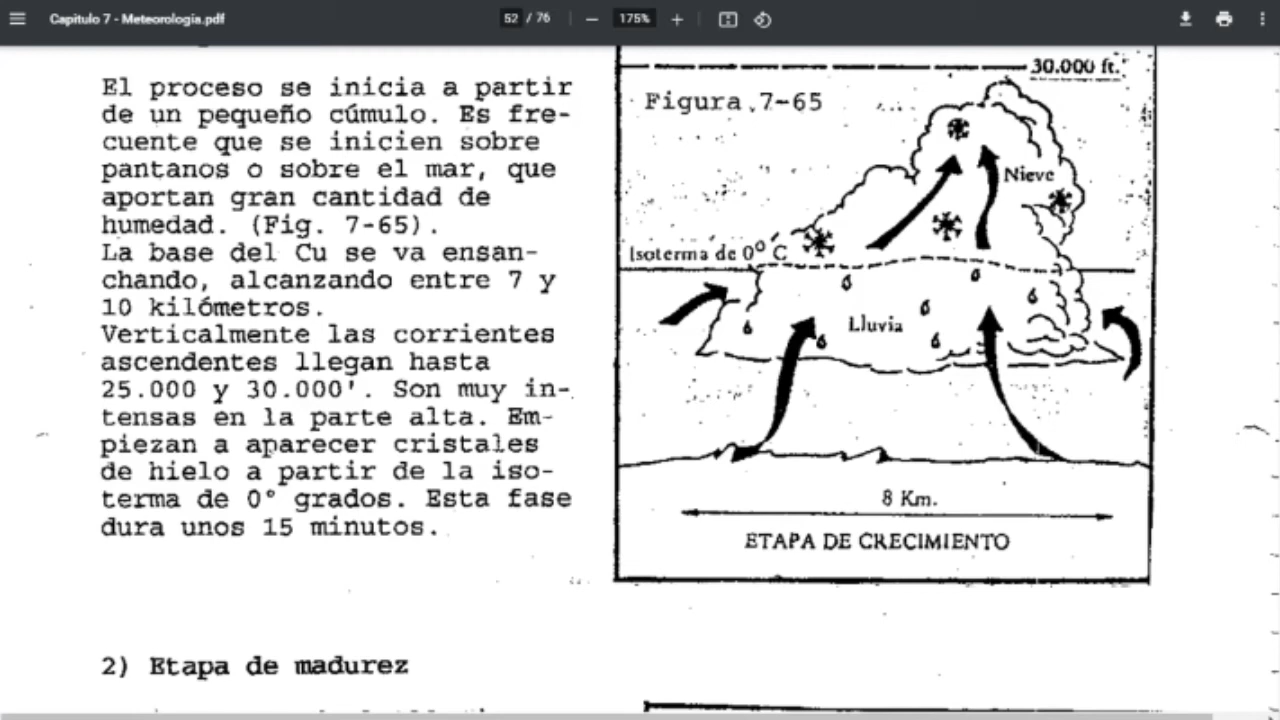 Capitulo 7 - Meteorologia.pdf
52 / 76
175%
El proceso se inicia a partir
de un pequeño cúmulo. Es fre-
cuente que se inicien sobre
pantanos o sobre el mar, que
aportan gran cantidad de
humedad. (Fig. 7-65).
La base del Cu se va ensan-
chando, alcanzando entre 7 y
10 kilómetros.
Verticalmente las corrientes
ascendentes llegan hasta
25.000 y 30.000'. Son muy in-
tensas en la parte alta. Em-
piezan a aparecer cristales
de hielo a partir de la iso-
terma de 0° grados. Esta fase
dura unos 15 minutos.
30.000 ft.
Figura 7-65
Nieve
Isoterma de 0° C
Lluvia
8 Km.
ETAPA DE CRECIMIENTO
2) Etapa de madurez